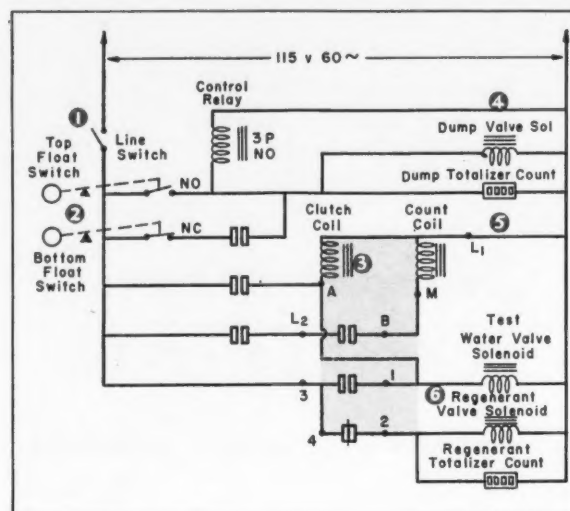 115 v 60~
Control
Relay
1
4
Top
Float
Switch
Line
Switch
3P
NO
Dump Valve Sol
NO
Dump Totalizer Count
2
Clutch
Coil
Count
Coil
5
NC
L1
Bottom
Float
Switch
3
A
M
L2
B
Test
Water Valve
Solenoid
1
3
6
Regenerant
Valve Solenoid
4
2
Regenerant
Totalizer Count